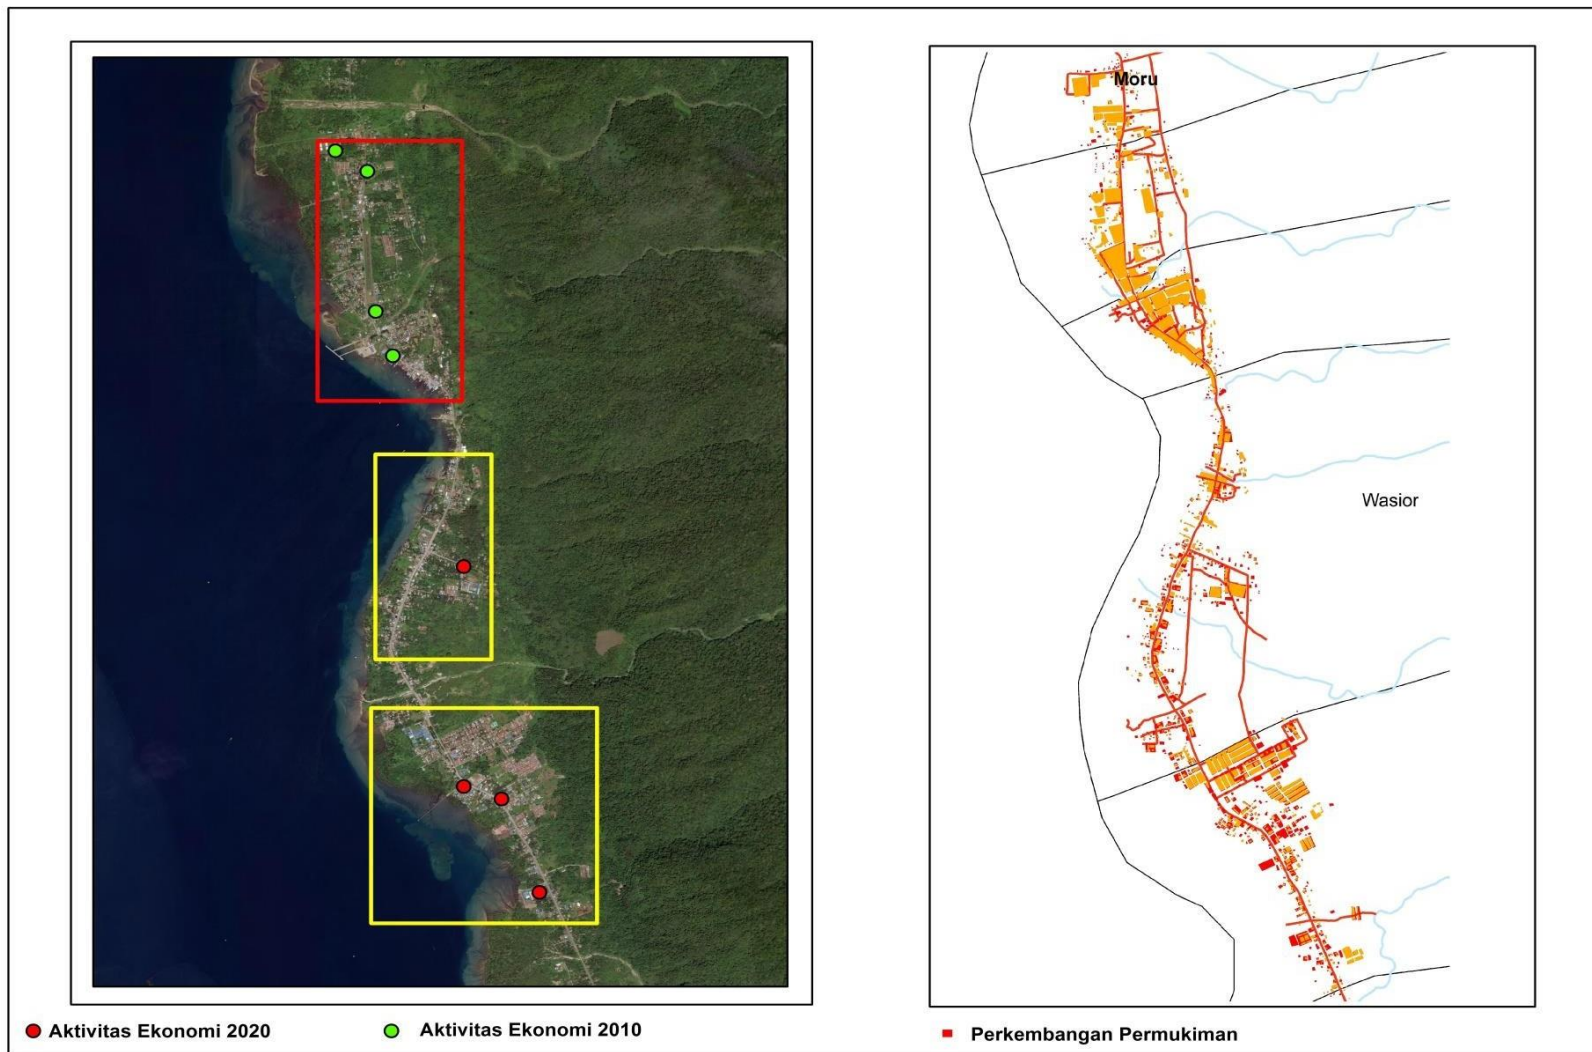 Moru
Wasior
Aktivitas Ekonomi 2020
Aktivitas Ekonomi 2010
Perkembangan Permukiman